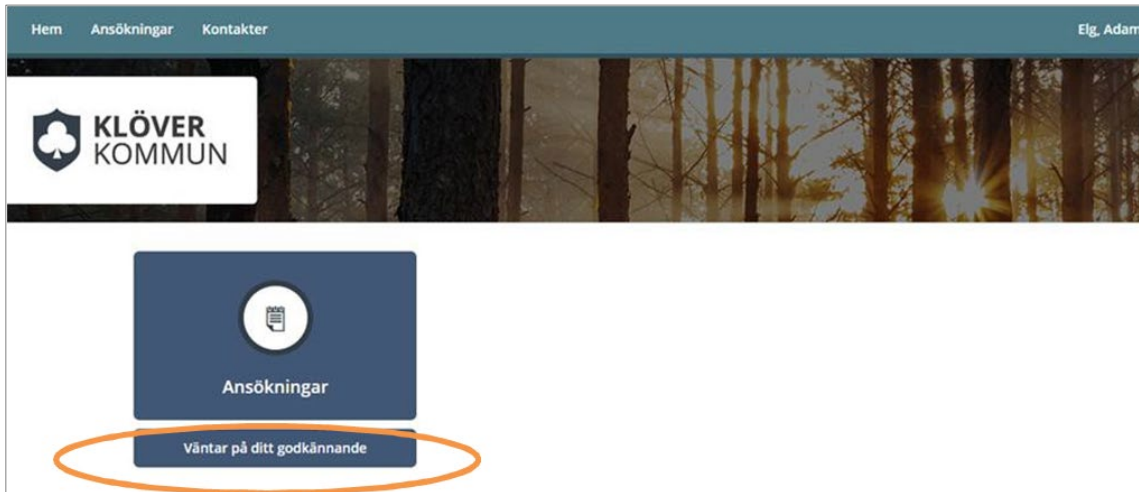 Hem Ansökningar Kontakter Elg, Adam
KLÖVER
KOMMUN
Ansökningar
Väntar på ditt godkännande